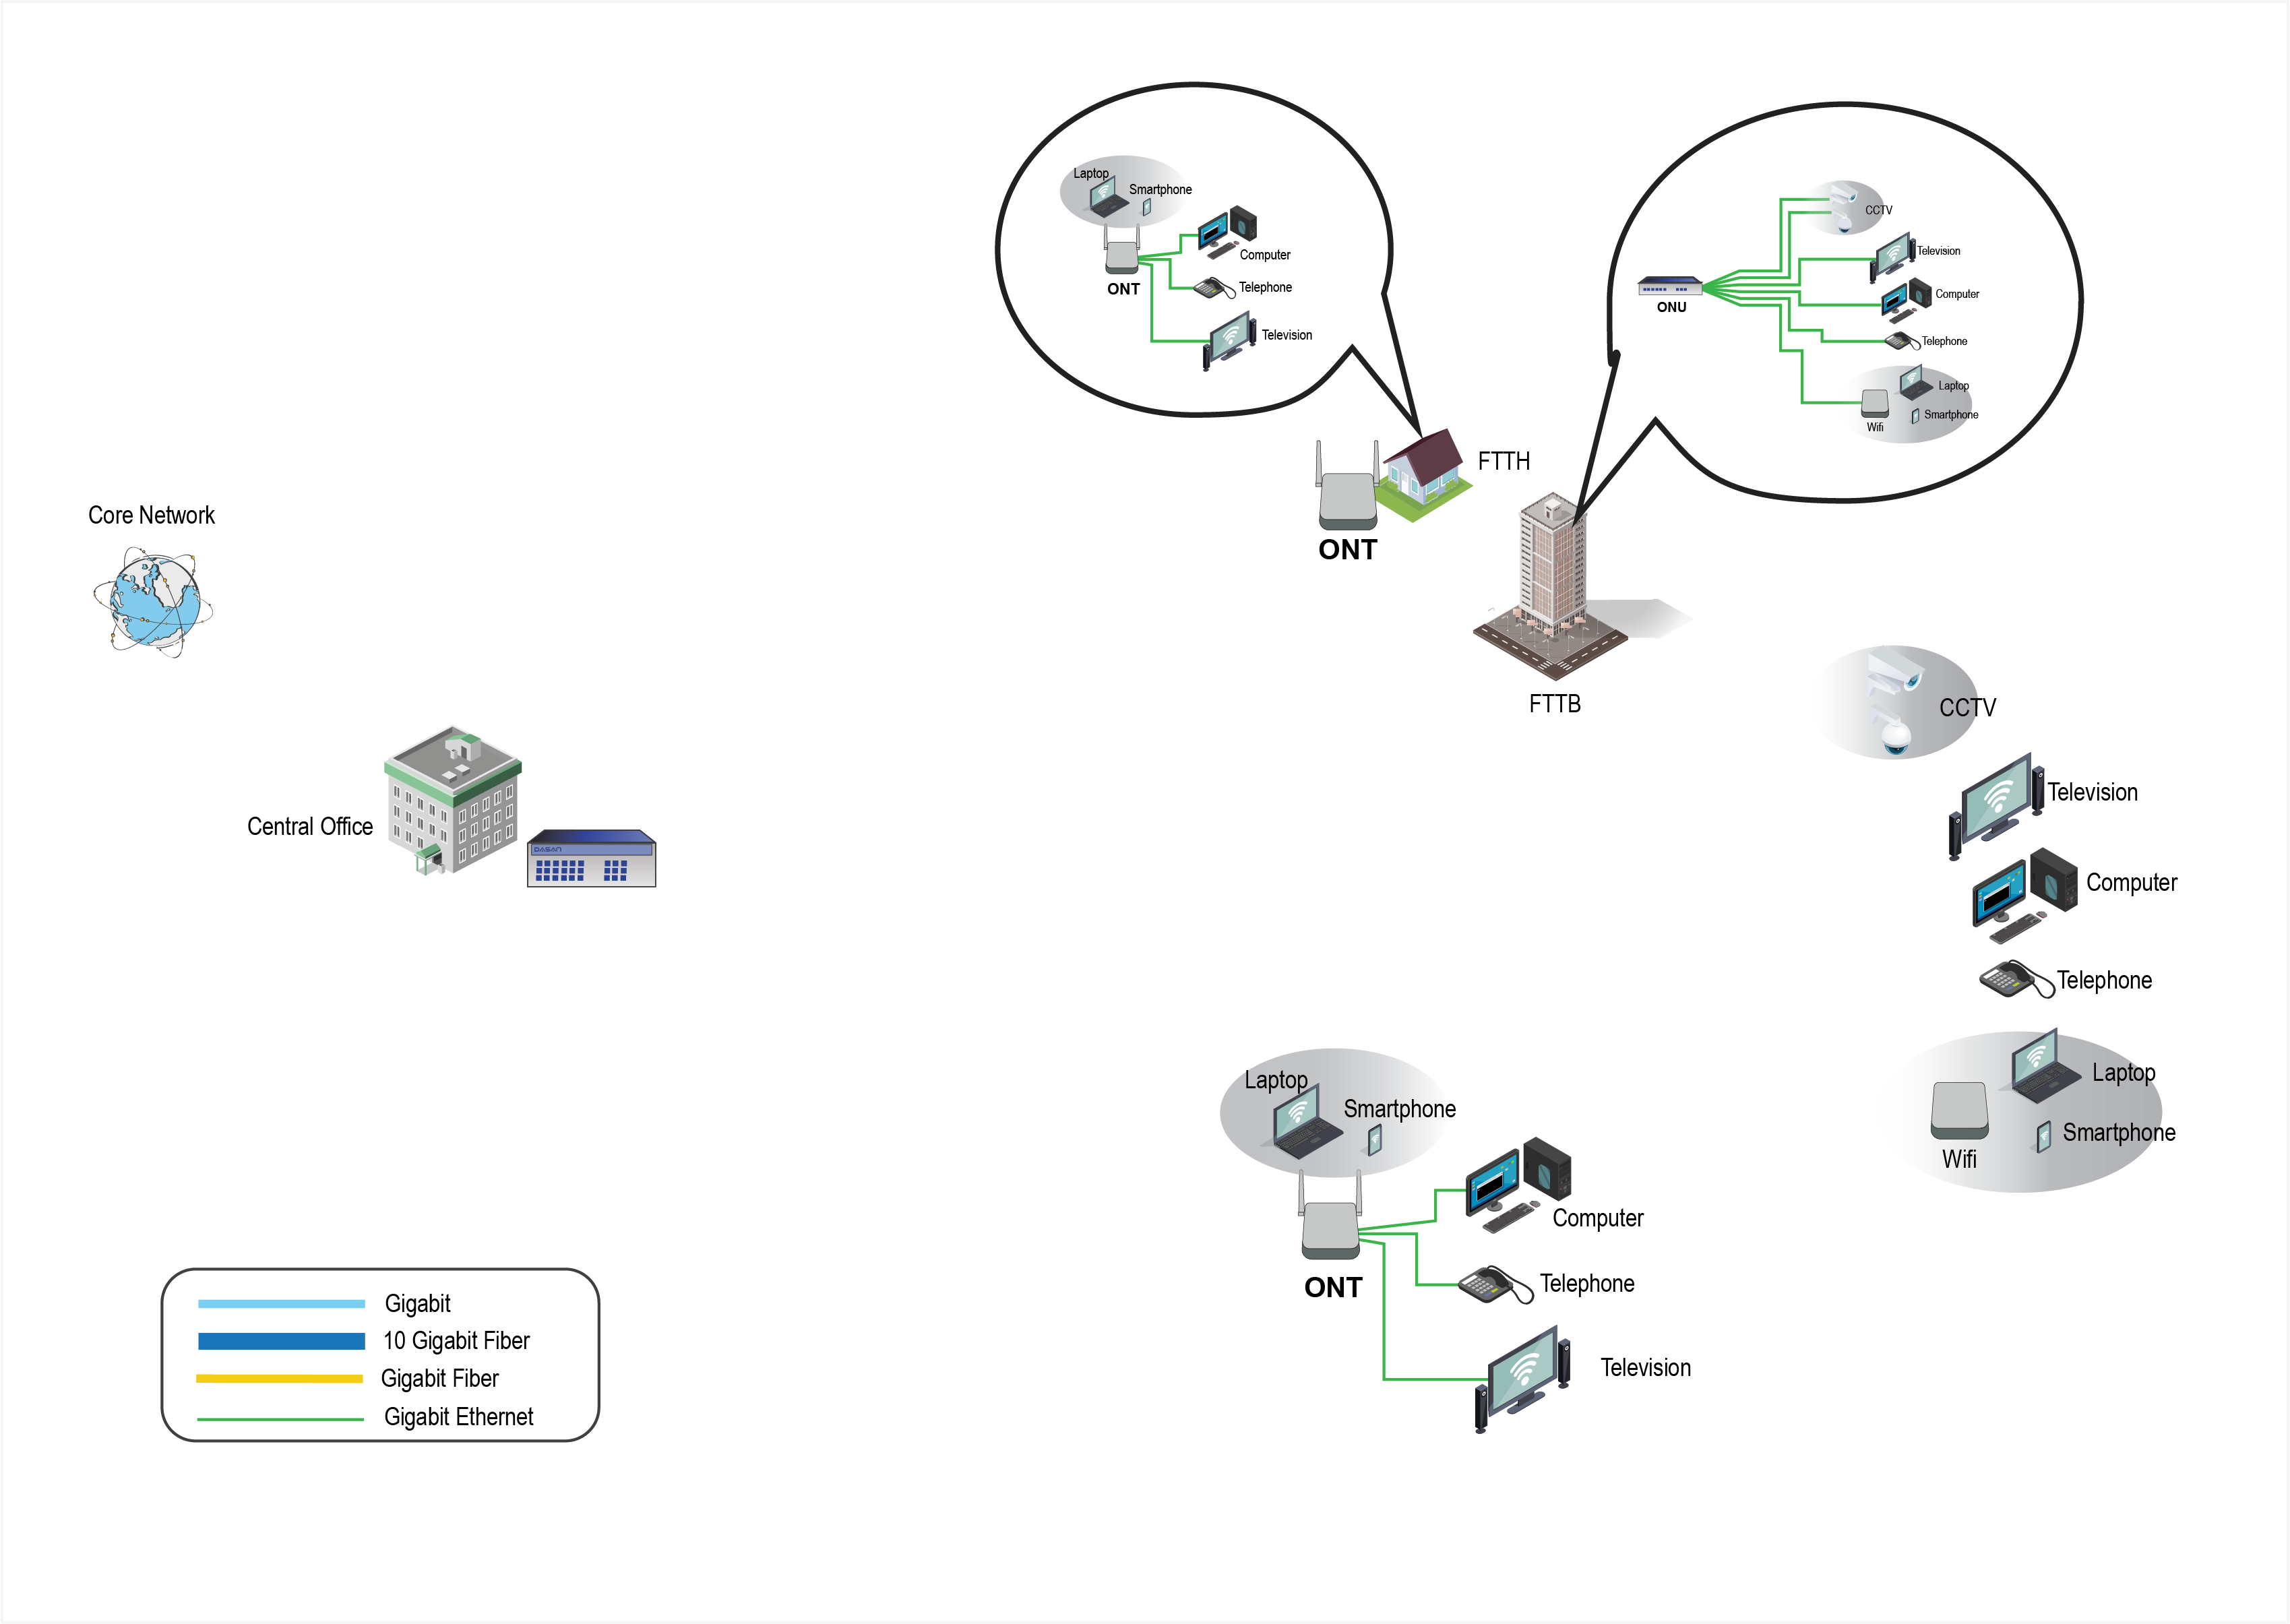 Laptop
Smartphone
Computer
ONT
Telephone
Television
CCTV
Television
Computer
ONU
Telephone
Laptop
Smartphone
Wifi
FTTH
ONT
Core Network
FTTB
CCTV
Television
Central Office
DASAN
Computer
Telephone
Laptop
Smartphone
Wifi
Laptop
Smartphone
Computer
ONT
Telephone
Television
Gigabit
10 Gigabit Fiber
Gigabit Fiber
Gigabit Ethernet